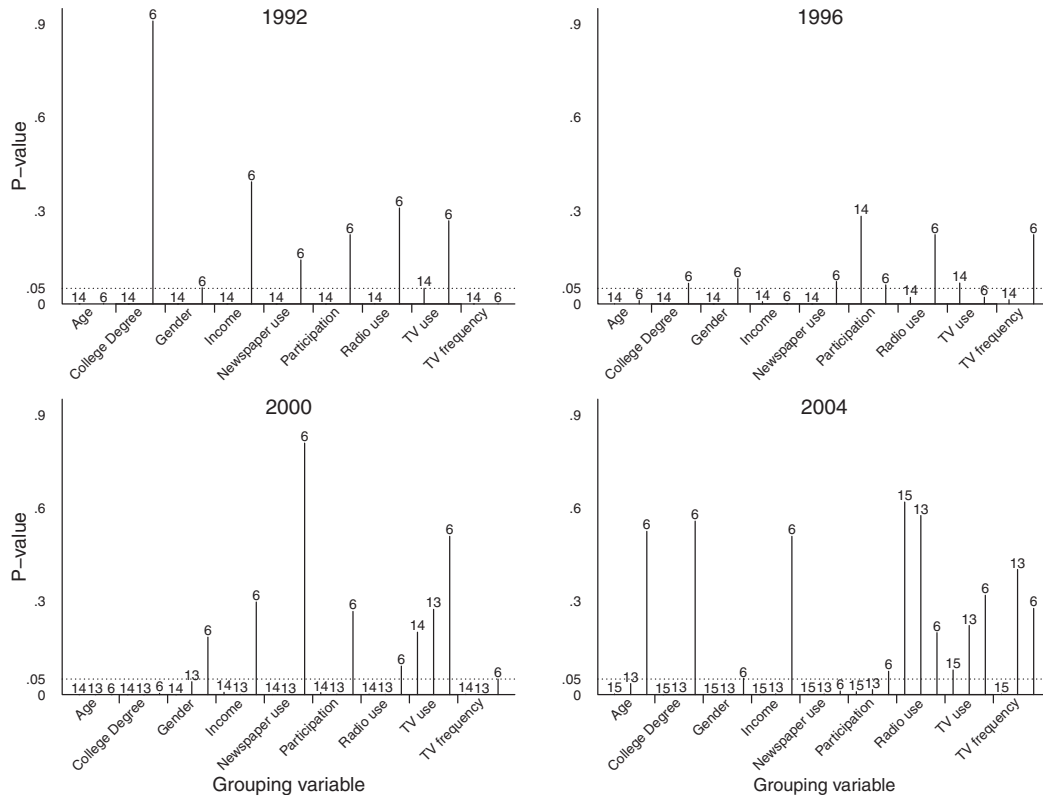 1992
P−value
.9
.6
.3
.05
0
14 6 14 6 14 6 14 6 14 6 14 6 14 6 14 6 14 6
Age
College Degree
Gender
Income
Newspaper use
Participation
Radio use
TV use
TV frequency
1996
.9
.6
.3
.05
0
14 6 14 6 14 6 14 6 14 6 14 6 14 6 14 6 14 6
Age
College Degree
Gender
Income
Newspaper use
Participation
Radio use
TV use
TV frequency
2000
P−value
.9
.6
.3
.05
0
14 13 6 14 13 6 14 13 6 14 13 6 14 13 6 14 13 6 14 13 6 14 13 6 14 13 6
Age
College Degree
Gender
Income
Newspaper use
Participation
Radio use
TV use
TV frequency
Grouping variable
2004
.9
.6
.3
.05
0
15 13 6 15 13 6 15 13 6 15 13 6 15 13 6 15 13 6 15 13 6 15 13 6 15 13 6
Age
College Degree
Gender
Income
Newspaper use
Participation
Radio use
TV use
TV frequency
Grouping variable